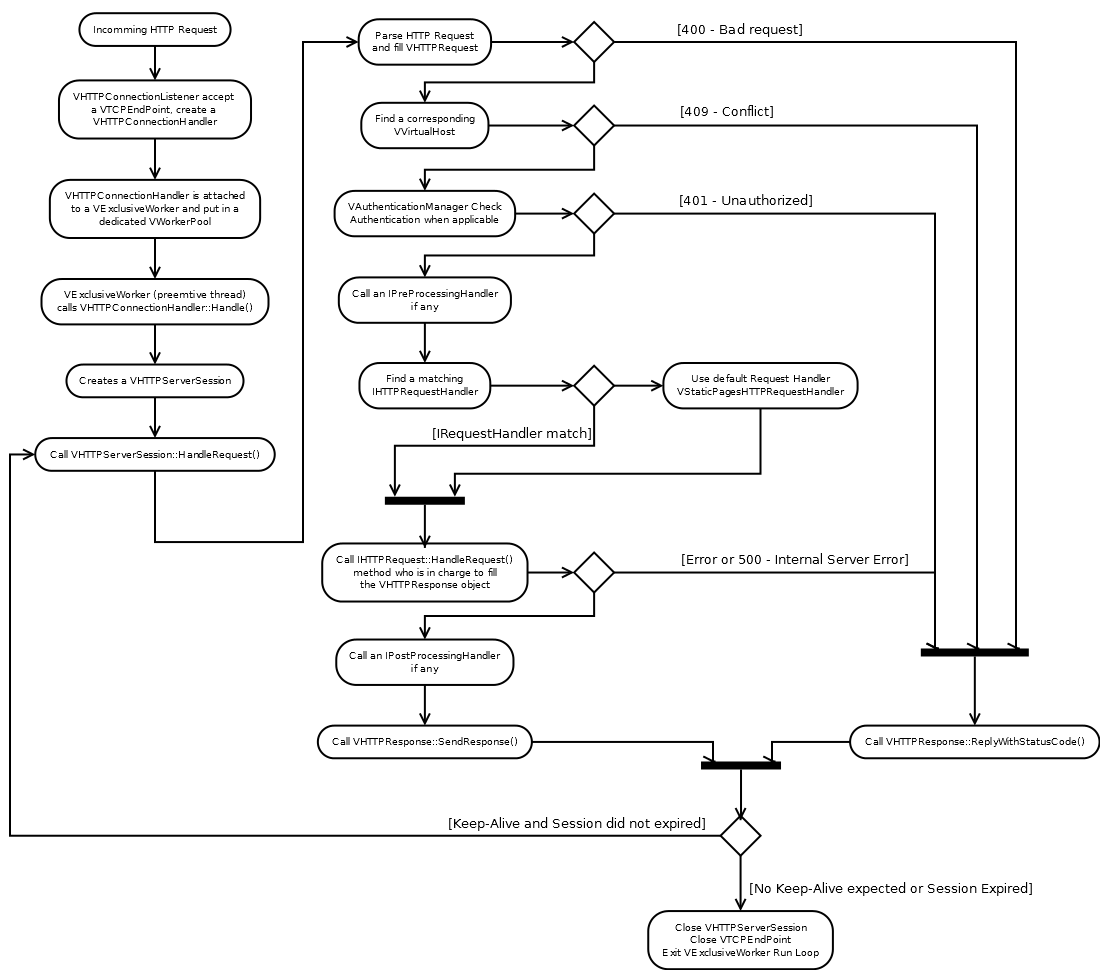 Incomming HTTP Request
VHTTPConnectionListener accept
a VTCPEndPoint, create a
VHTTPConnectionHandler
VHTTPConnectionHandler is attached
to a VExclusiveWorker and put in a
dedicated VWorkerPool
VExclusiveWorker (preemtive thread)
calls VHTTPConnectionHandler::Handle()
Creates a VHTTPServerSession
Call VHTTPServerSession::HandleRequest()
Parse HTTP Request
and fill VHTTPRequest
[400 - Bad request]
Find a corresponding
VVirtualHost
[409 - Conflict]
VAuthenticationManager Check
Authentication when applicable
[401 - Unauthorized]
Call an IPreProcessingHandler
if any
Find a matching
IHTTPRequestHandler
Use default Request Handler
VStaticPagesHTTPRequestHandler
[IRequestHandler match]
Call IHTTPRequest::HandleRequest()
method who is in charge to fill
the VHTTPResponse object
[Error or 500 - Internal Server Error]
Call an IPostProcessingHandler
if any
Call VHTTPResponse::SendResponse()
Call VHTTPResponse::ReplyWithStatusCode()
[Keep-Alive and Session did not expired]
[No Keep-Alive expected or Session Expired]
Close VHTTPServerSession
Close VTCPEndPoint
Exit VExclusiveWorker Run Loop